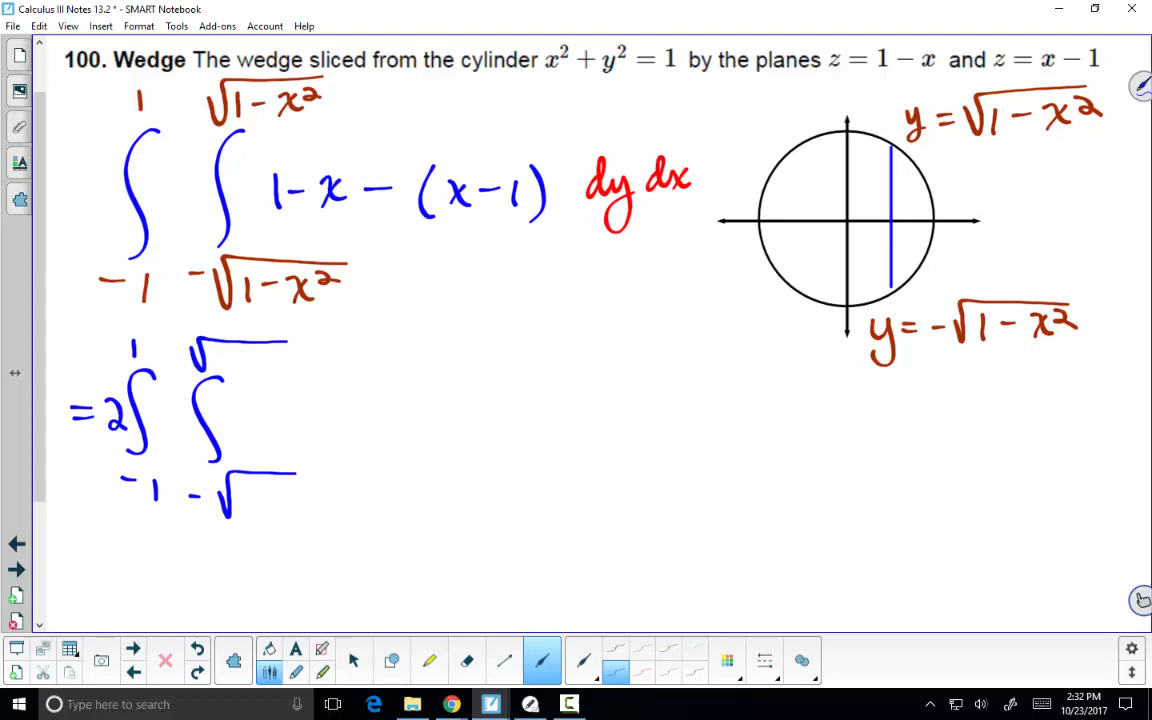 Calculus III Notes 13.2 * - SMART Notebook
File Edit View Insert Format Tools Add-ons Account Help
100. Wedge The wedge sliced from the cylinder x² + y² = 1 by the planes z = 1 − x and z = x − 1
1 √(1-x²)
∫ ∫ 1-x - (x-1) dy dx
-1 -√(1-x²)
y = √(1-x²)
y = -√(1-x²)
1 √
= 2 ∫ ∫
-1 -√
Type here to search
2:32 PM
10/23/2017